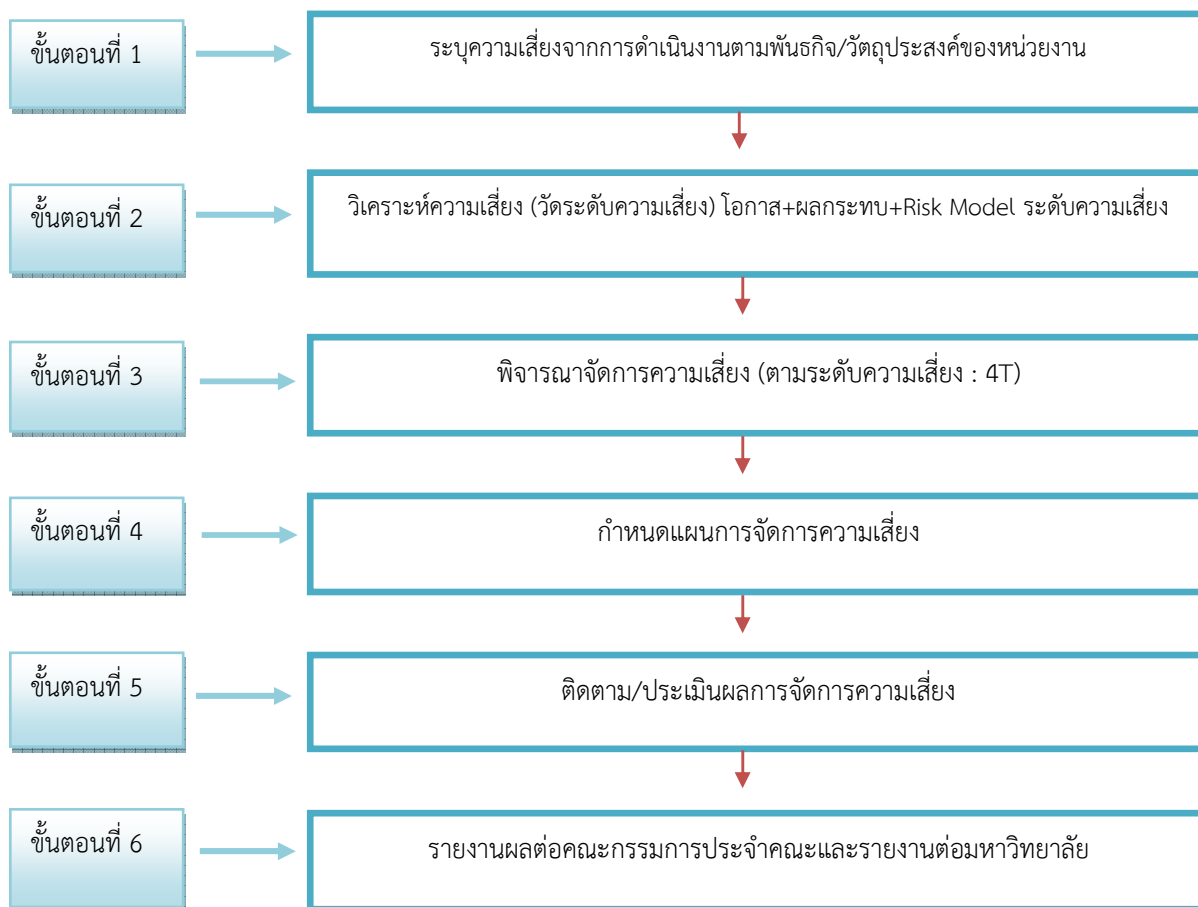 ขั้นตอนที่ 1
ระบุความเสี่ยงจากการดำเนินงานตามพันธกิจ/วัตถุประสงค์ของหน่วยงาน
ขั้นตอนที่ 2
วิเคราะห์ความเสี่ยง (วัดระดับความเสี่ยง) โอกาส+ผลกระทบ+Risk Model ระดับความเสี่ยง
ขั้นตอนที่ 3
พิจารณาจัดการความเสี่ยง (ตามระดับความเสี่ยง : 4T)
ขั้นตอนที่ 4
กำหนดแผนการจัดการความเสี่ยง
ขั้นตอนที่ 5
ติดตาม/ประเมินผลการจัดการความเสี่ยง
ขั้นตอนที่ 6
รายงานผลต่อคณะกรรมการประจำคณะและรายงานต่อมหาวิทยาลัย